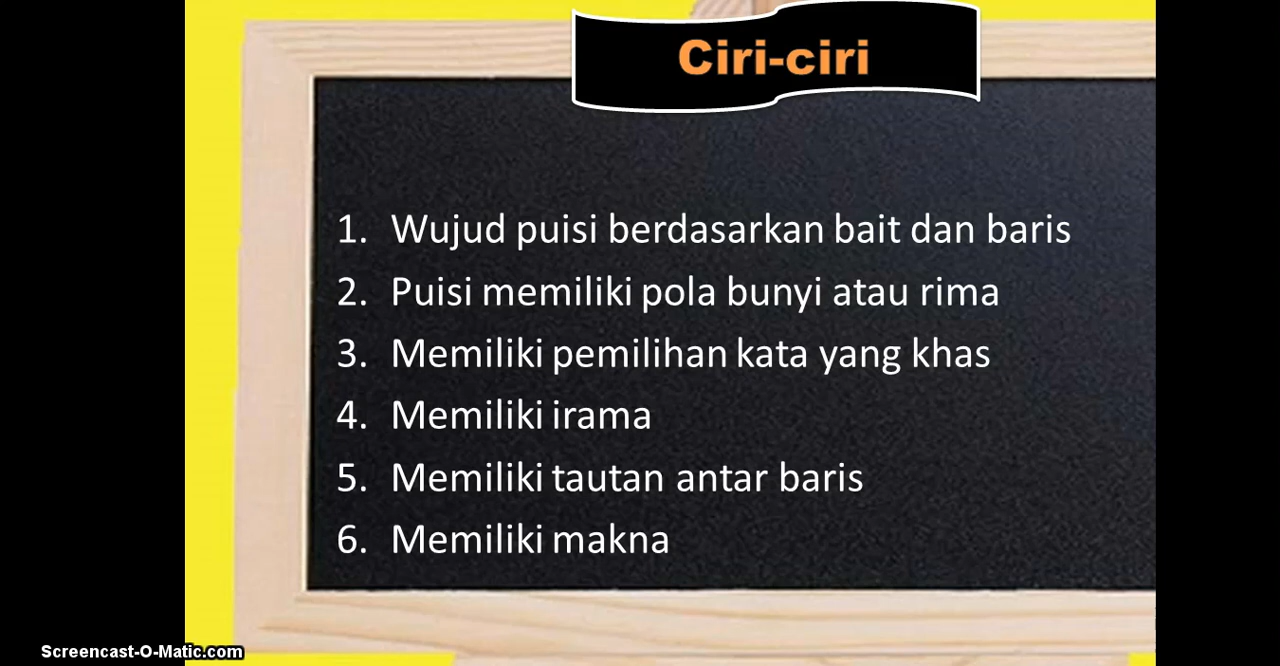 Ciri-ciri
1. Wujud puisi berdasarkan bait dan baris
2. Puisi memiliki pola bunyi atau rima
3. Memiliki pemilihan kata yang khas
4. Memiliki irama
5. Memiliki tautan antar baris
6. Memiliki makna
Screencast-O-Matic.com